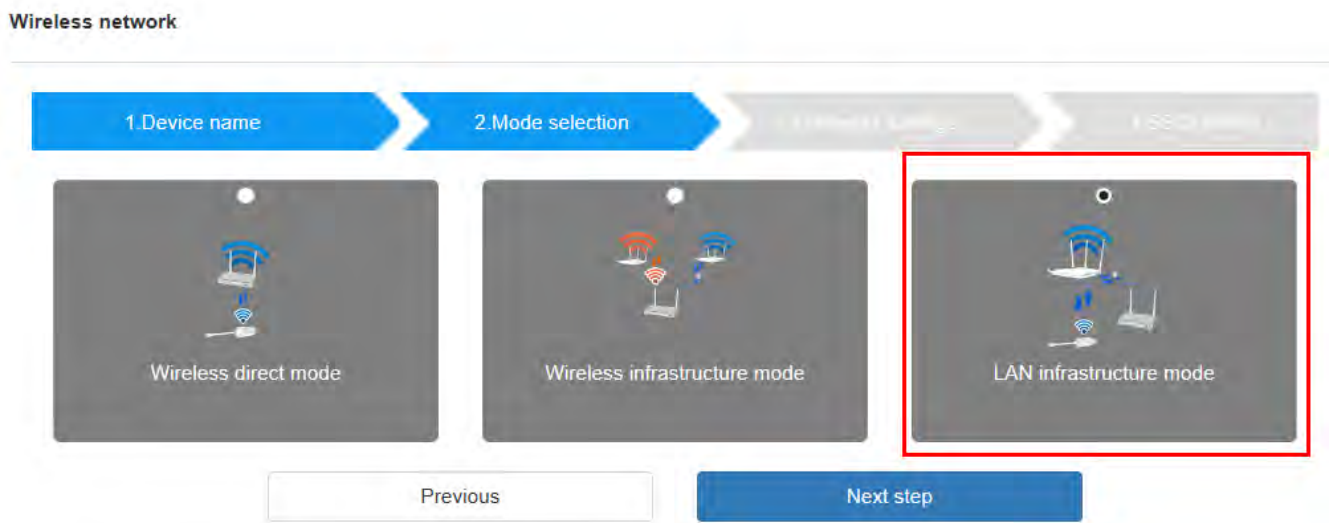 Wireless network
1.Device name
2.Mode selection
Wireless direct mode
Wireless infrastructure mode
LAN infrastructure mode
Previous
Next step